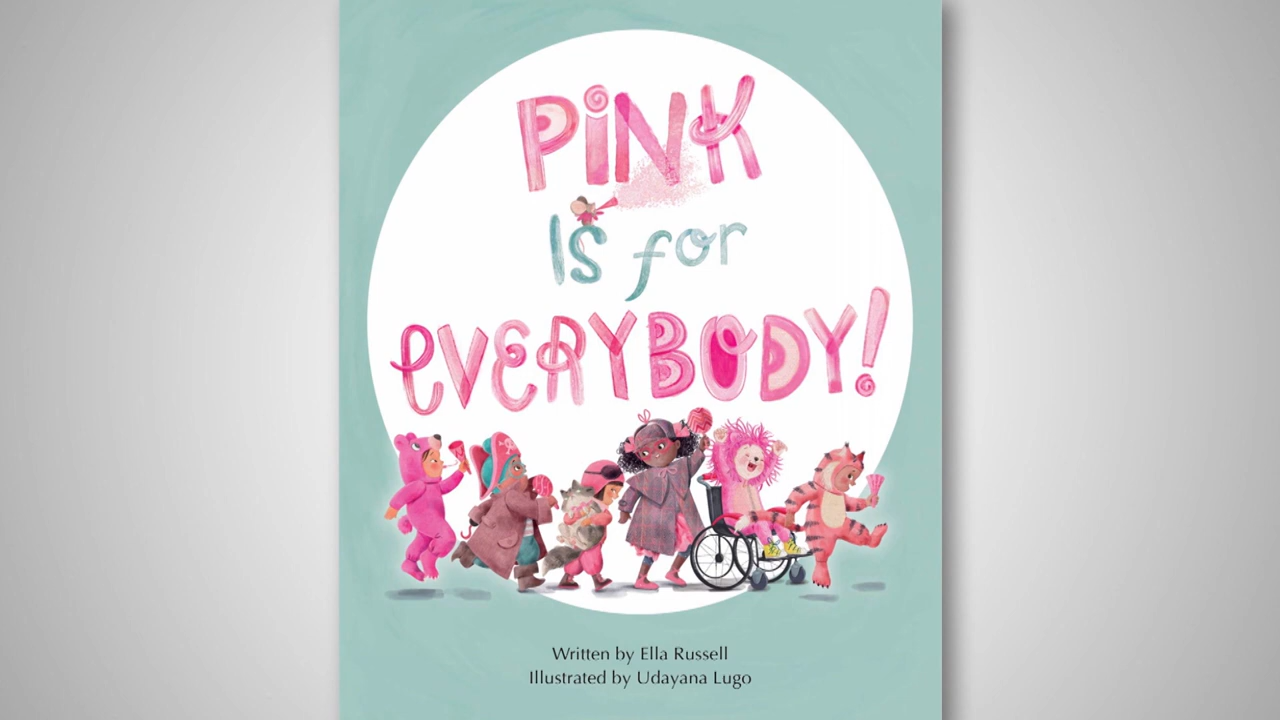 PiNK
Is for
eVERYBODY!
Written by Ella Russell
Illustrated by Udayana Lugo